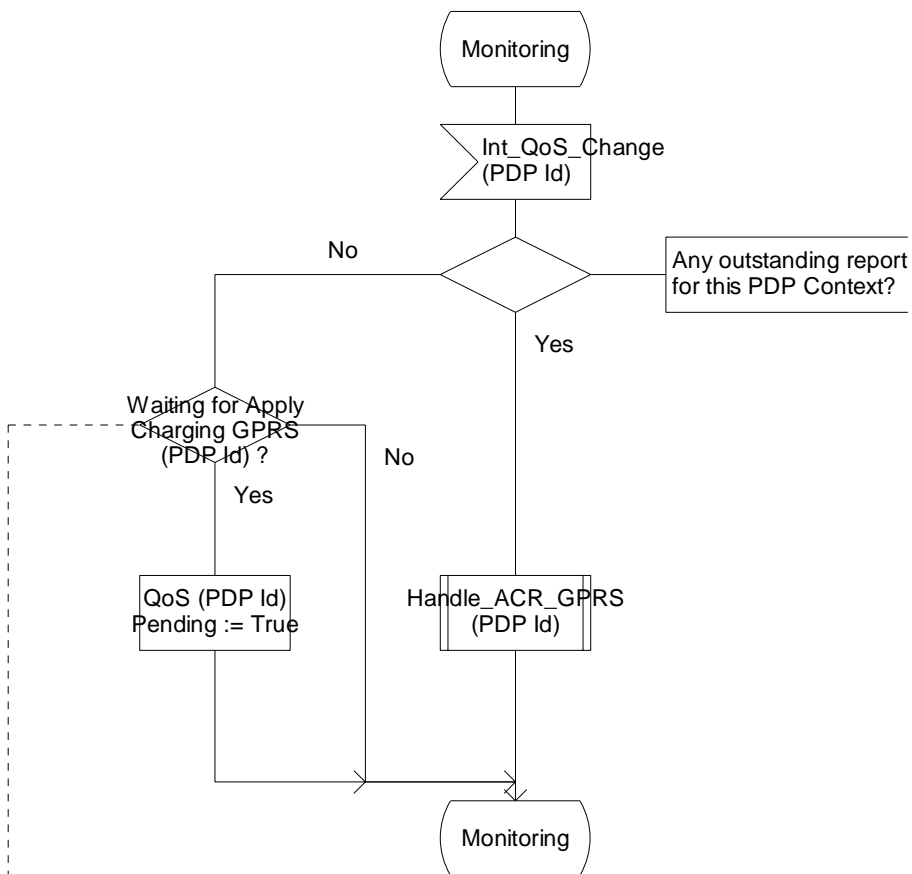 Monitoring
Int_QoS_Change
(PDP Id)
No
Any outstanding report
for this PDP Context?
Yes
Waiting for Apply
Charging GPRS
(PDP Id) ?
No
Yes
QoS (PDP Id)
Pending := True
Handle_ACR_GPRS
(PDP Id)
Monitoring